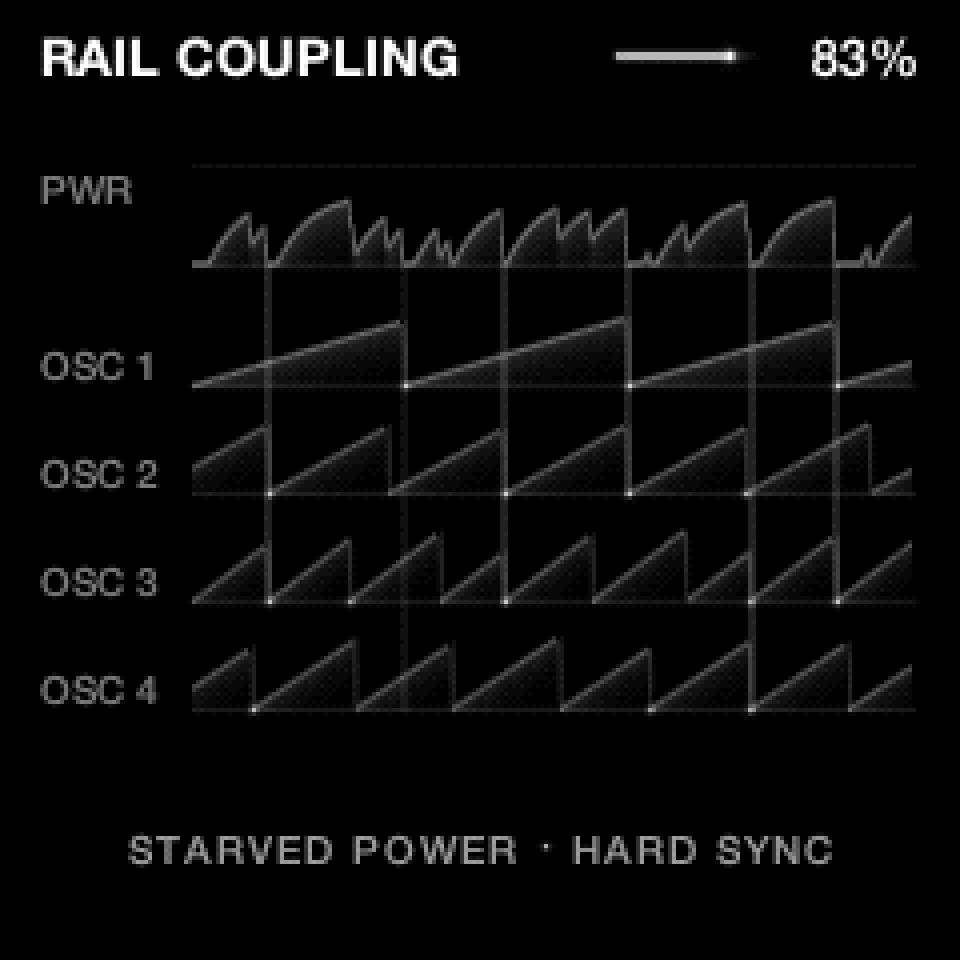 RAIL COUPLING 83%
PWR
OSC 1
OSC 2
OSC 3
OSC 4
STARVED POWER · HARD SYNC